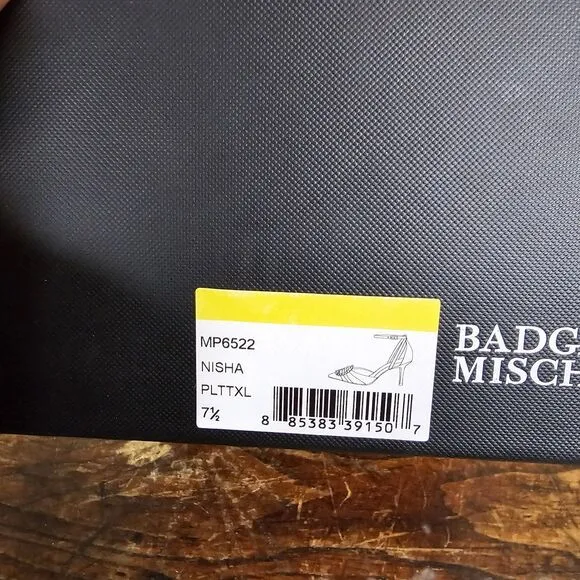 MP6522
NISHA
PLTTXL
7½
8 85383 39150 7
BADG
MISCH